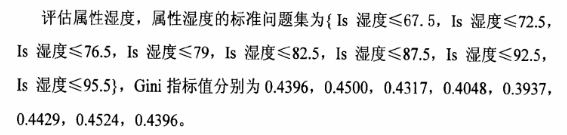 评估属性湿度，属性湿度的标准问题集为{ Is 湿度≤67.5，Is 湿度≤72.5，
Is 湿度≤76.5，Is 湿度≤79，Is 湿度≤82.5，Is 湿度≤87.5，Is 湿度≤92.5，
Is 湿度≤95.5}，Gini 指标值分别为 0.4396，0.4500，0.4317，0.4048，0.3937，
0.4429，0.4524，0.4396。